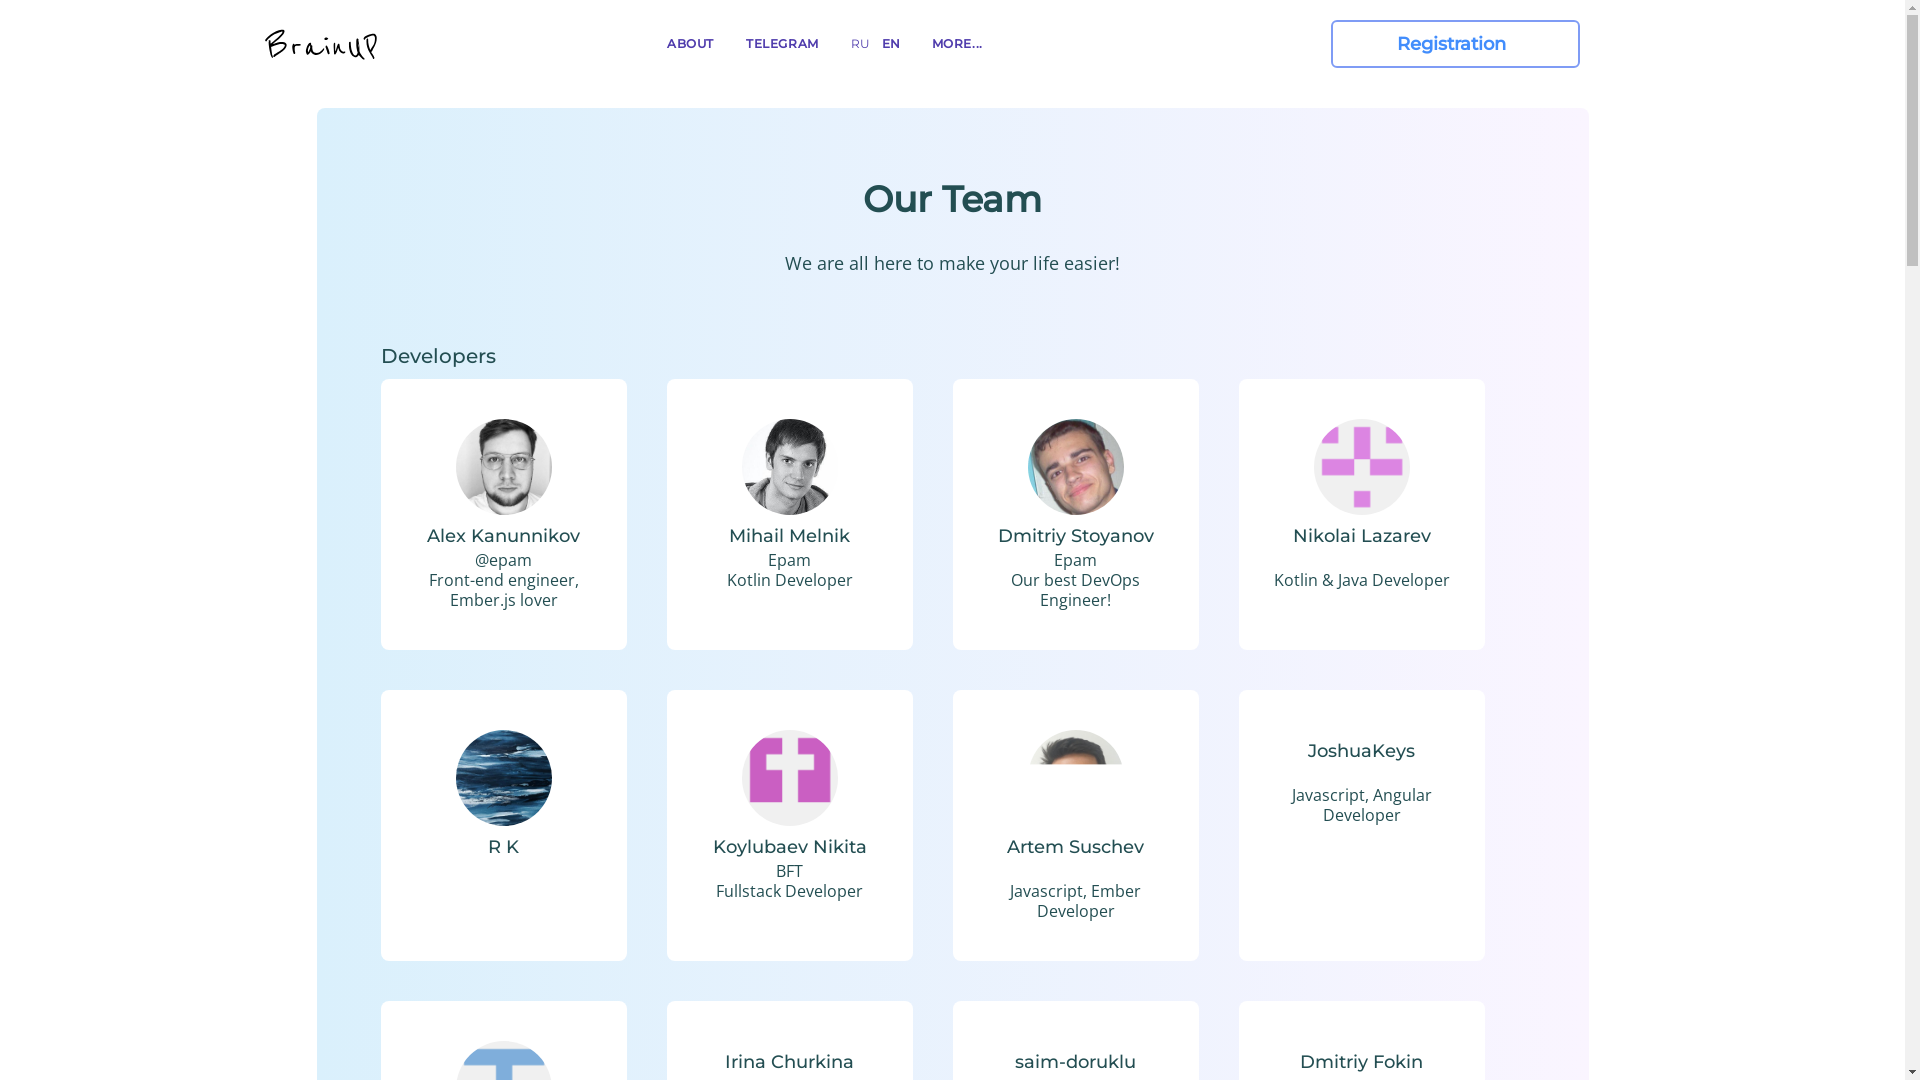 BrainUP
ABOUT
TELEGRAM
RU
EN
MORE...
Registration
Our Team
We are all here to make your life easier!
Developers
Alex Kanunnikov
@epam
Front-end engineer,
Ember.js lover
Mihail Melnik
Epam
Kotlin Developer
Dmitriy Stoyanov
Epam
Our best DevOps
Engineer!
Nikolai Lazarev
Kotlin & Java Developer
R K
Koylubaev Nikita
BFT
Fullstack Developer
Artem Suschev
Javascript, Ember
Developer
JoshuaKeys
Javascript, Angular
Developer
Irina Churkina
saim-doruklu
Dmitriy Fokin